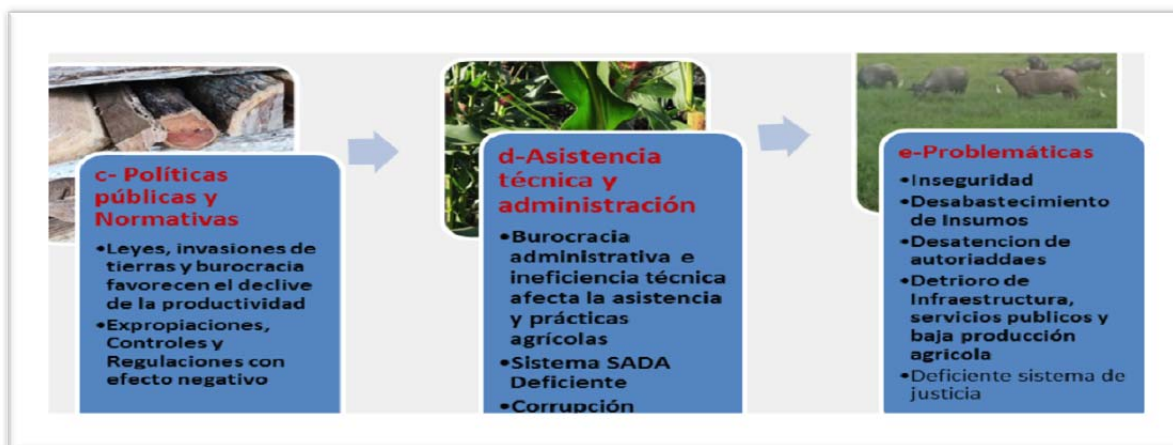 c- Políticas
públicas y
Normativas
•Leyes, invasiones de
tierras y burocracia
favorecen el declive
de la productividad
•Expropiaciones,
Controles y
Regulaciones con
efecto negativo
d-Asistencia
técnica y
administración
•Burocracia
administrativa e
ineficiencia técnica
afecta la asistencia
y prácticas
agrícolas
•Sistema SADA
Deficiente
•Corrupción
e-Problemáticas
•Inseguridad
•Desabastecimiento
de Insumos
•Desatencion de
autoriaddaes
•Detrioro de
Infraestructura,
servicios publicos y
baja producción
agricola
•Deficiente sistema de
justicia